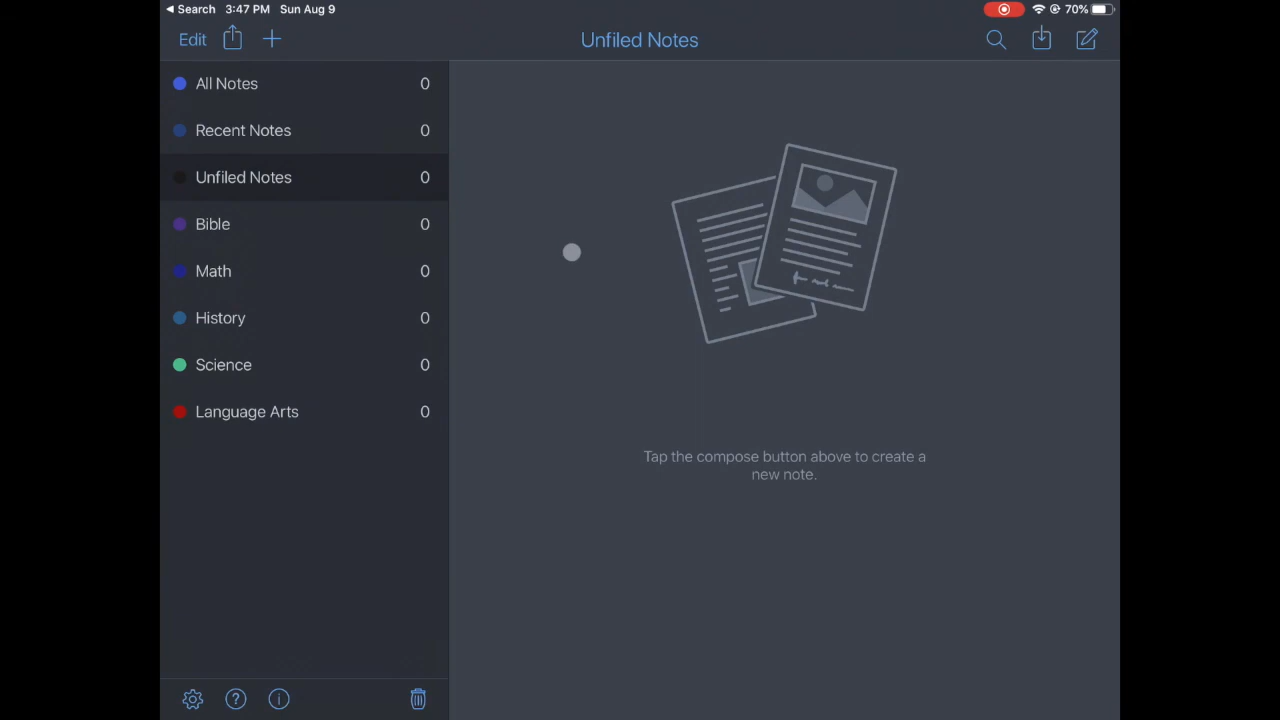 Search 3:47 PM Sun Aug 9 70%
Edit Unfiled Notes
All Notes 0
Recent Notes 0
Unfiled Notes 0
Bible 0
Math 0
History 0
Science 0
Language Arts 0
Tap the compose button above to create a
new note.